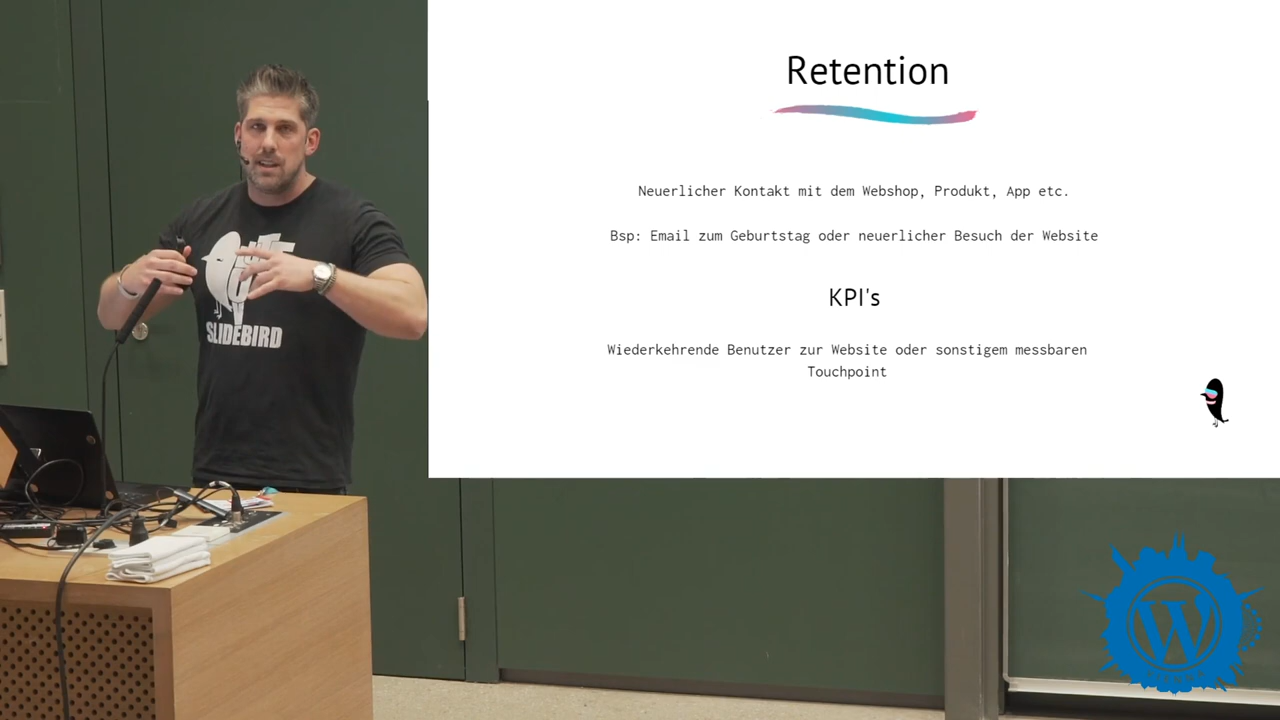 Retention
Neuerlicher Kontakt mit dem Webshop, Produkt, App etc.
Bsp: Email zum Geburtstag oder neuerlicher Besuch der Website
KPI's
Wiederkehrende Benutzer zur Website oder sonstigem messbaren
Touchpoint
SLIDEBIRD
W